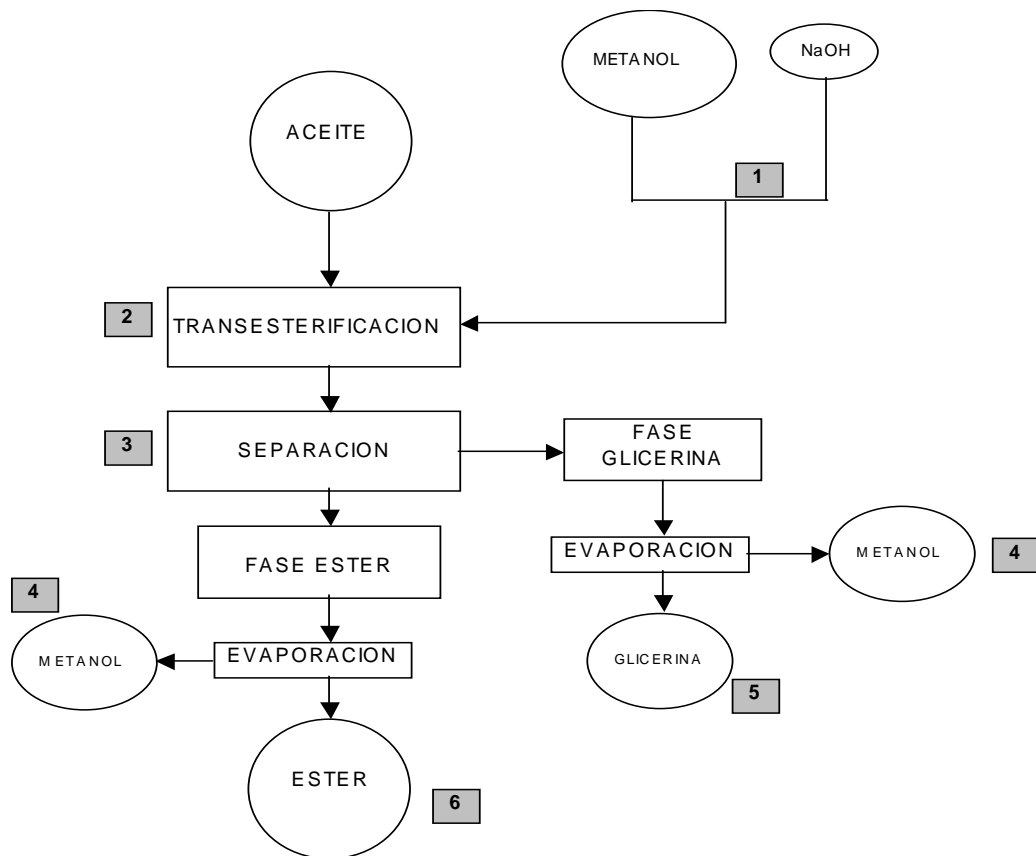 METANOL
NaOH
ACEITE
1
2
TRANSESTERIFICACION
3
SEPARACION
FASE
GLICERINA
FASE ESTER
EVAPORACION
METANOL
4
4
METANOL
EVAPORACION
GLICERINA
5
ESTER
6